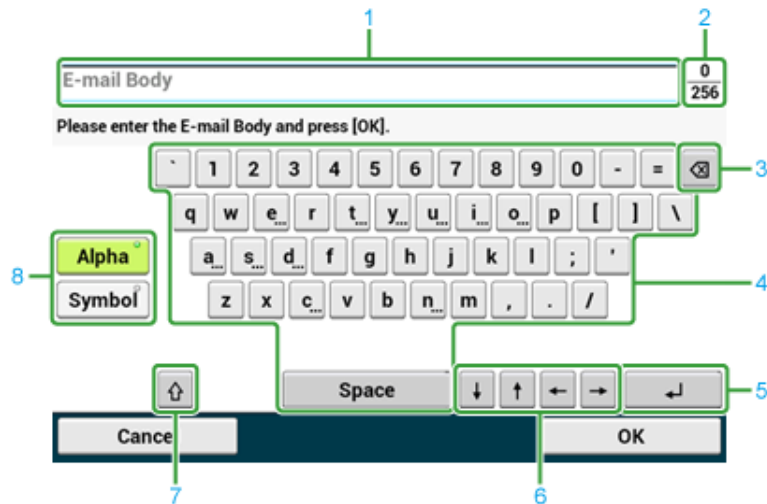 1
2
E-mail Body
0
256
Please enter the E-mail Body and press [OK].
` 1 2 3 4 5 6 7 8 9 0 - =
3
q w e... r t... y... u... i... o... p [ ] \
a... s... d... f g h j k l ; '
Alpha
8
4
Symbol
z x c... v b n... m , . /
Space ↓ ↑ ← →
5
Cancel
OK
7
6